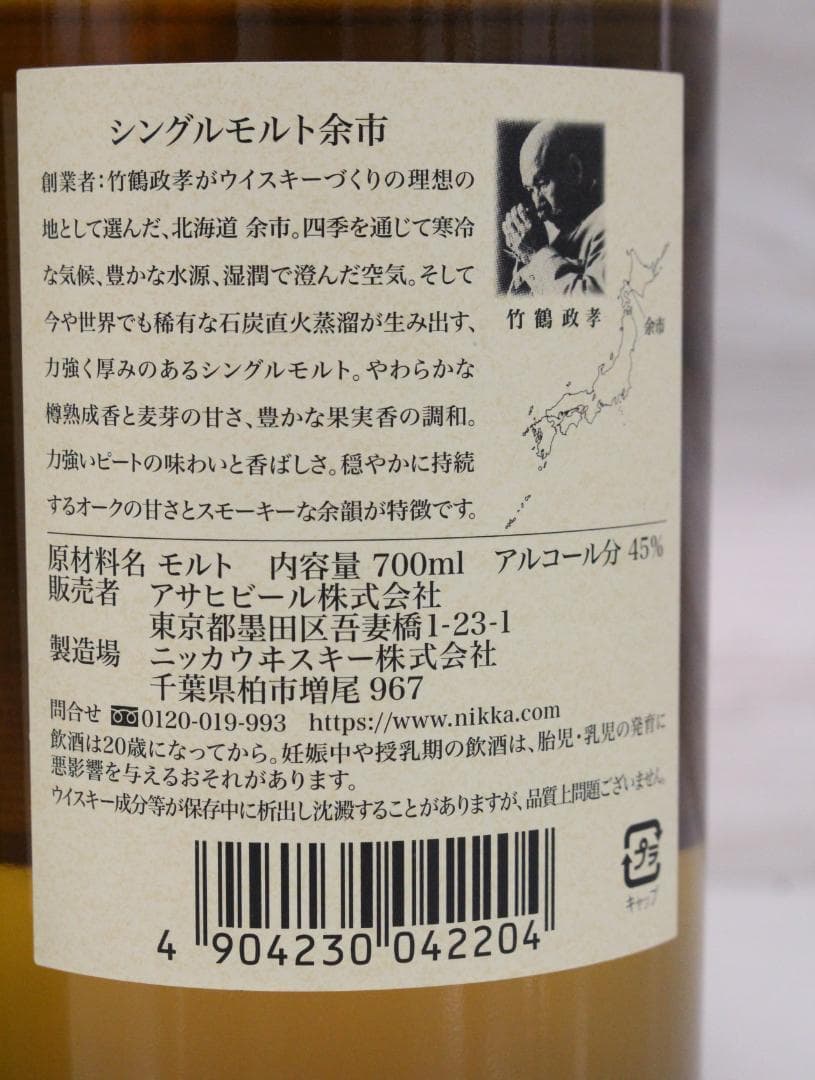 シングルモルト余市
創業者：竹鶴政孝がウイスキーづくりの理想の
地として選んだ、北海道 余市。四季を通じて寒冷
な気候、豊かな水源、湿潤で澄んだ空気。そして
今や世界でも稀有な石炭直火蒸溜が生み出す、
力強く厚みのあるシングルモルト。やわらかな
樽熟成香と麦芽の甘さ、豊かな果実香の調和。
力強いピートの味わいと香ばしさ。穏やかに持続
するオークの甘さとスモーキーな余韻が特徴です。
竹鶴政孝
余市
原材料名 モルト 内容量 700ml アルコール分 45%
販売者 アサヒビール株式会社
東京都墨田区吾妻橋1-23-1
製造場 ニッカウヰスキー株式会社
千葉県柏市増尾967
問合せ 0120-019-993 https://www.nikka.com
飲酒は20歳になってから。妊娠中や授乳期の飲酒は、胎児・乳児の発育に
悪影響を与えるおそれがあります。
ウイスキー成分等が保存中に析出し沈澱することがありますが、品質上問題ございません。
プラ
キャップ
4 904230 042204